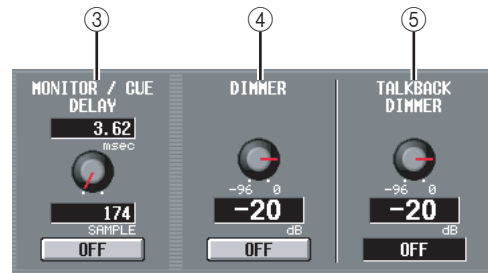 ③ ④ ⑤
MONITOR / CUE
DELAY
3.62
msec
174
SAMPLE
OFF
DIMMER
-96 0
-20
dB
OFF
TALKBACK
DIMMER
-96 0
-20
dB
OFF